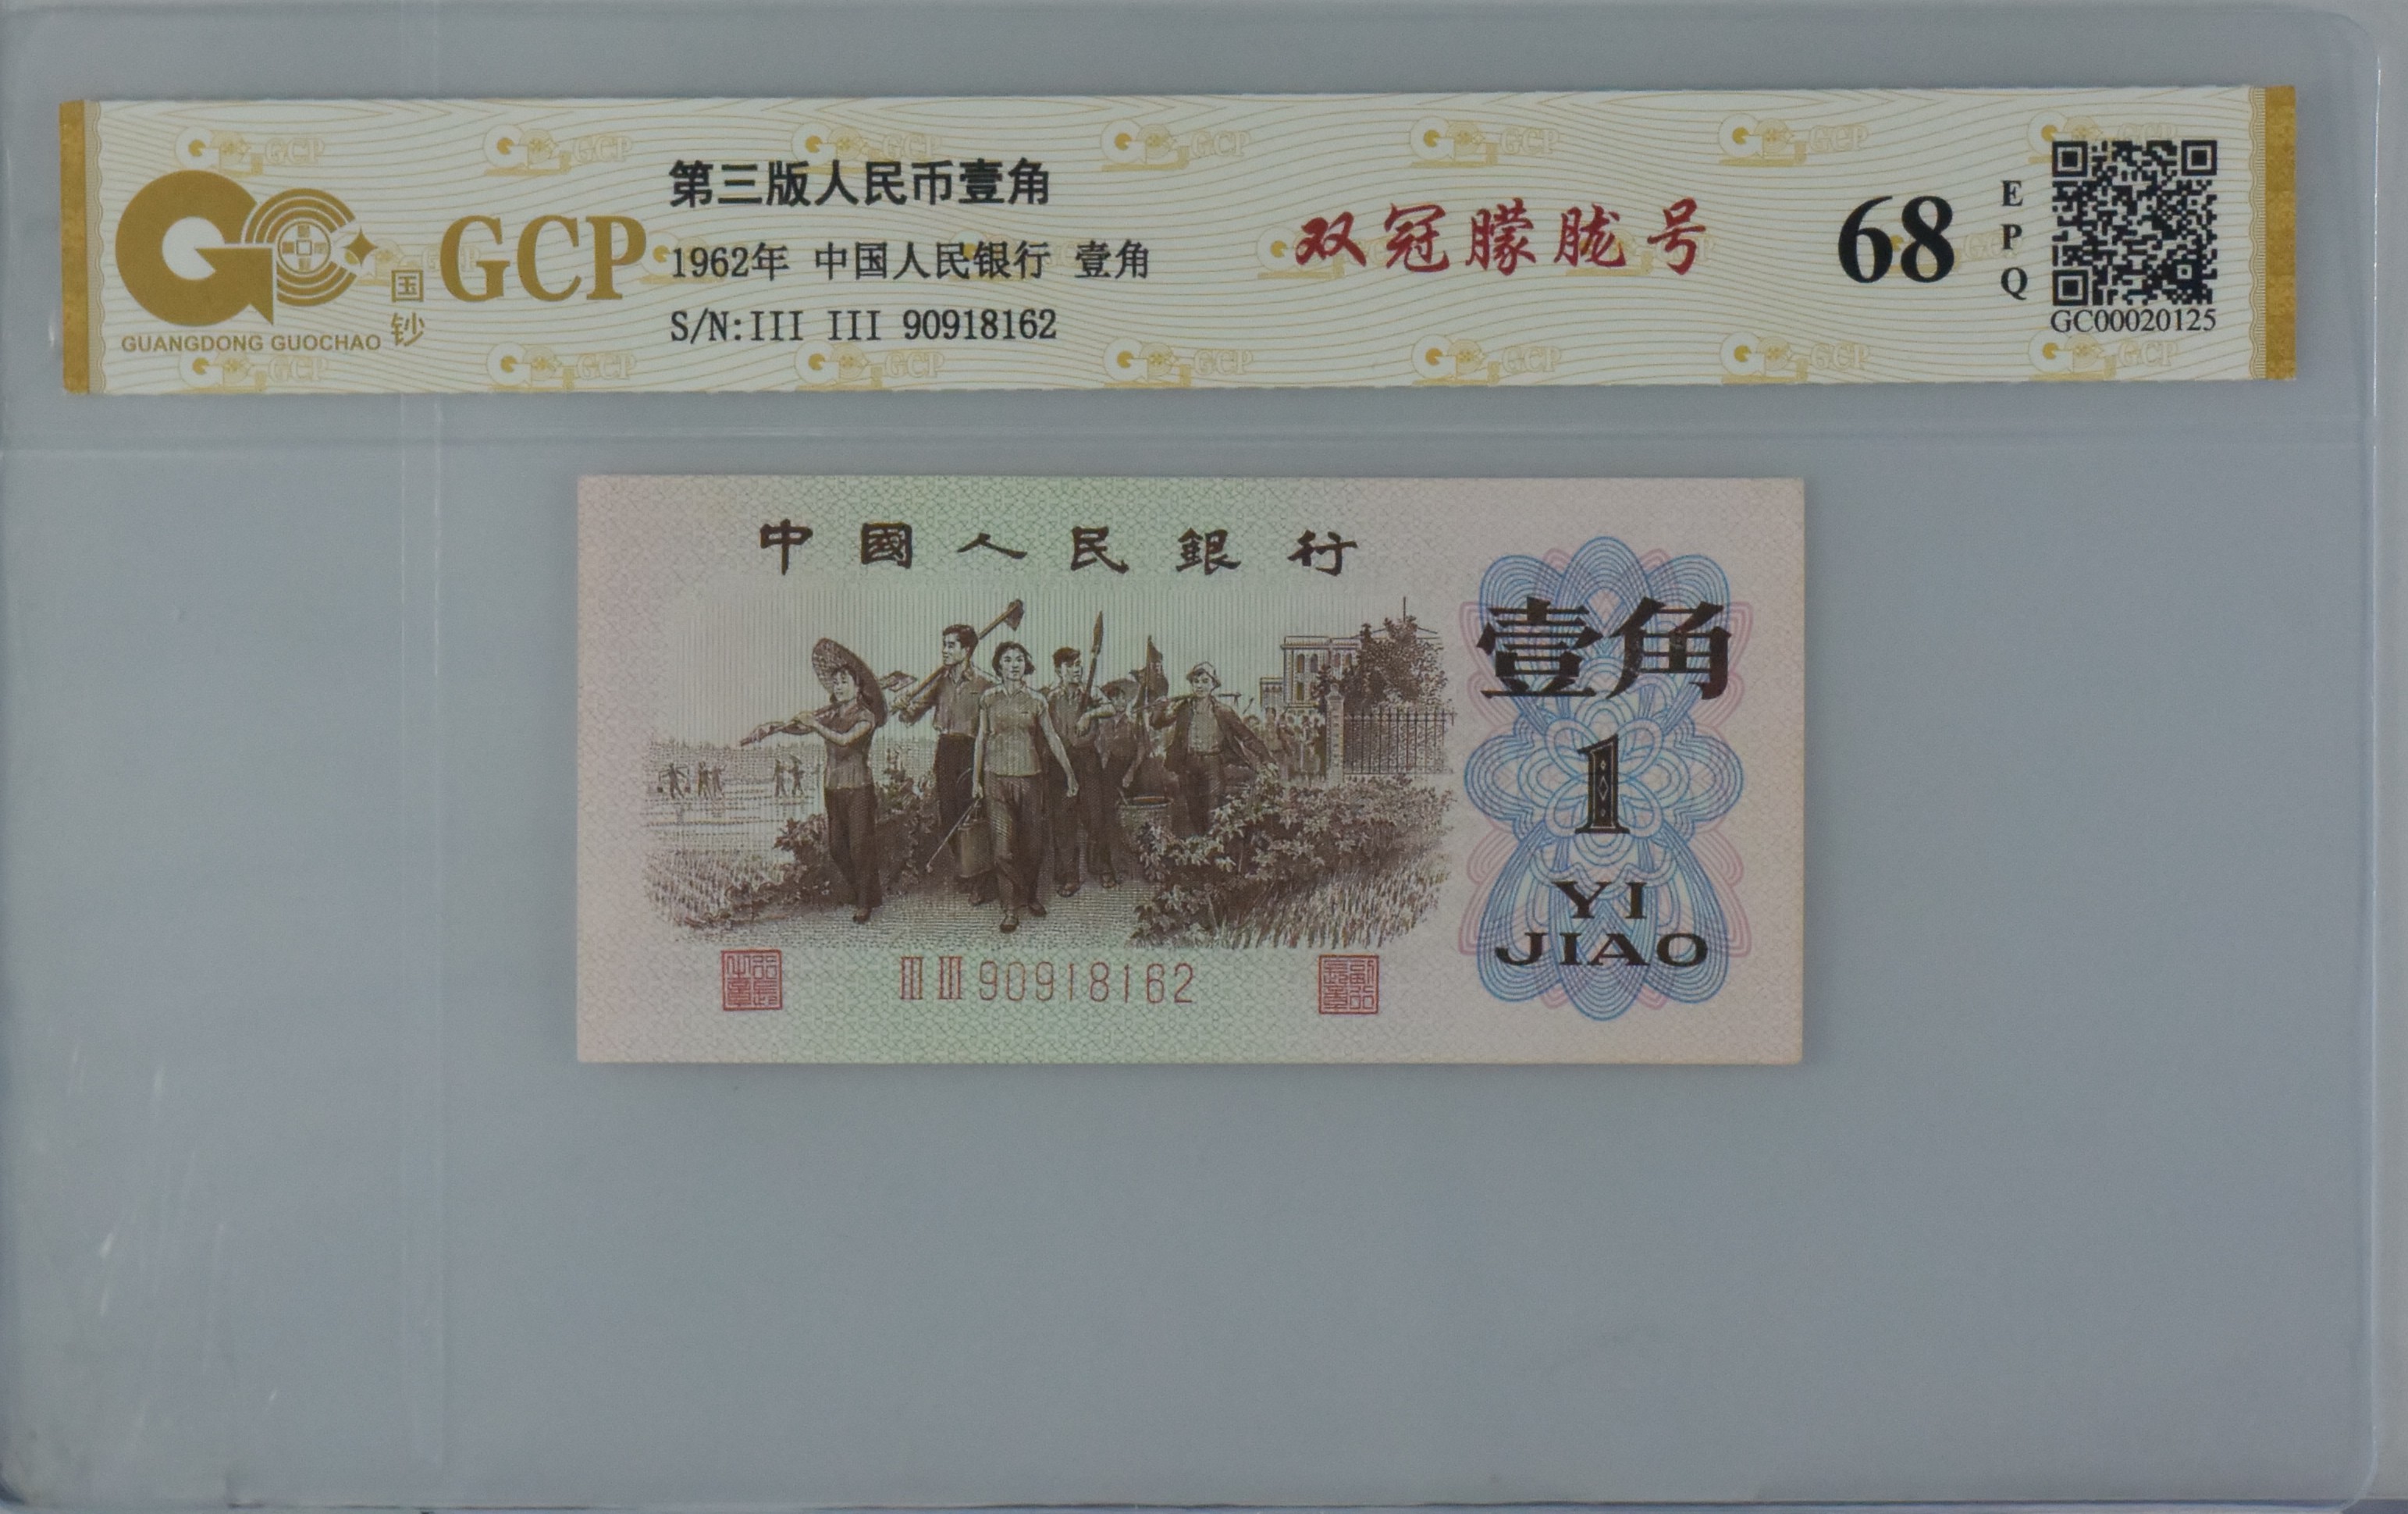 第三版人民币壹角
1962年 中国人民银行 壹角
S/N:III III 90918162
GCP
国钞
GUANGDONG GUOCHAO
双冠朦胧号
68
EPQ
GC00020125
中國人民銀行
壹角
1
YI
JIAO
III III 90918162